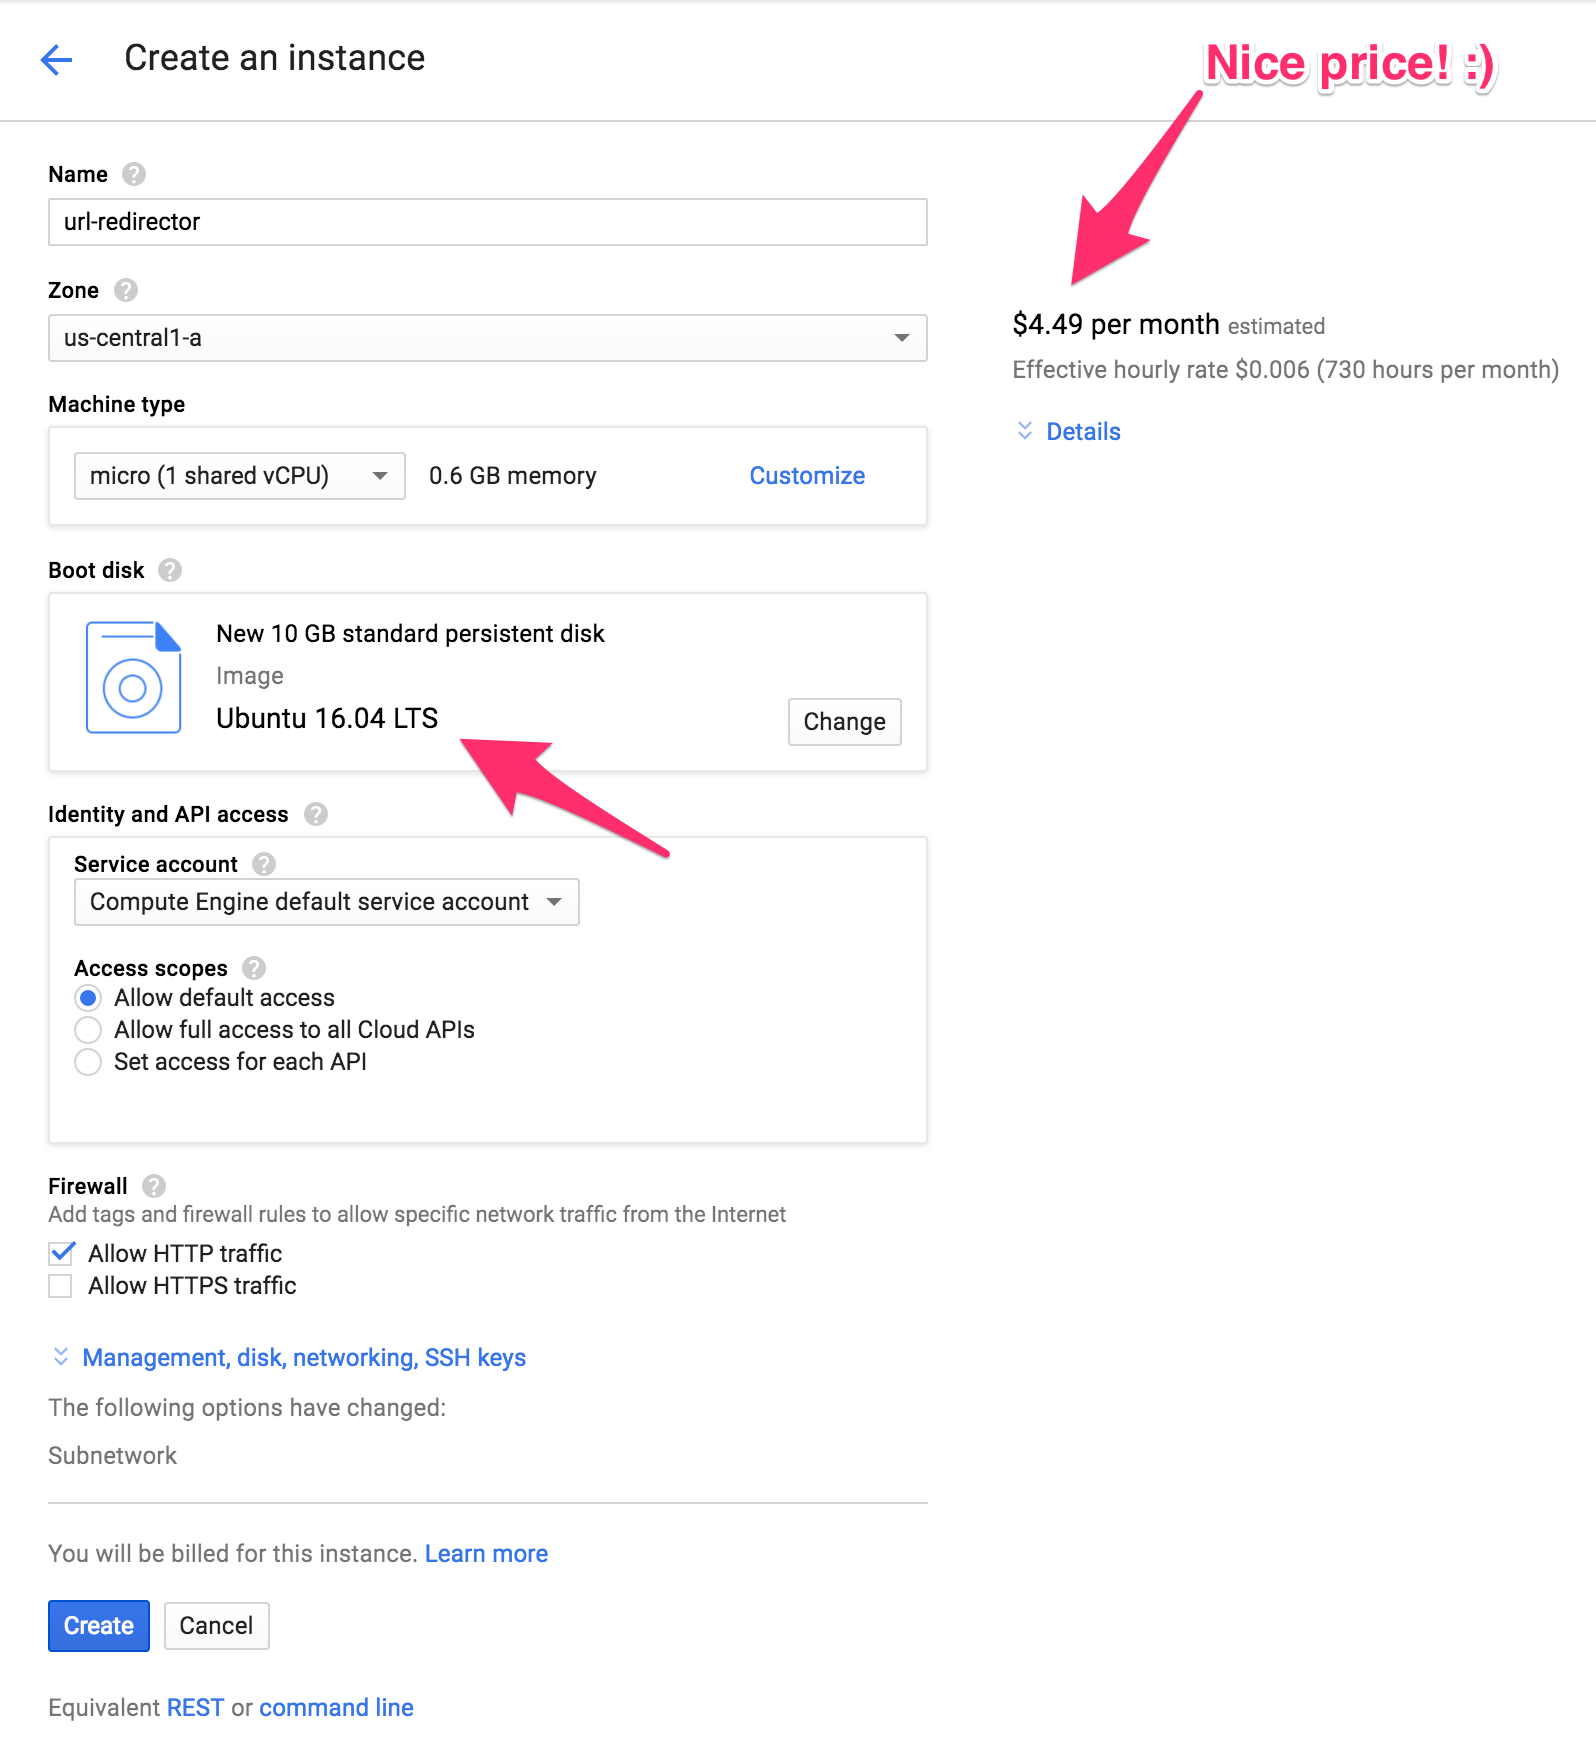 Create an instance
Nice price! :)
Name
url-redirector
Zone
us-central1-a
$4.49 per month estimated
Effective hourly rate $0.006 (730 hours per month)
Details
Machine type
micro (1 shared vCPU)
0.6 GB memory
Customize
Boot disk
New 10 GB standard persistent disk
Image
Ubuntu 16.04 LTS
Change
Identity and API access
Service account
Compute Engine default service account
Access scopes
Allow default access
Allow full access to all Cloud APIs
Set access for each API
Firewall
Add tags and firewall rules to allow specific network traffic from the Internet
Allow HTTP traffic
Allow HTTPS traffic
Management, disk, networking, SSH keys
The following options have changed:
Subnetwork
You will be billed for this instance. Learn more
Create
Cancel
Equivalent REST or command line